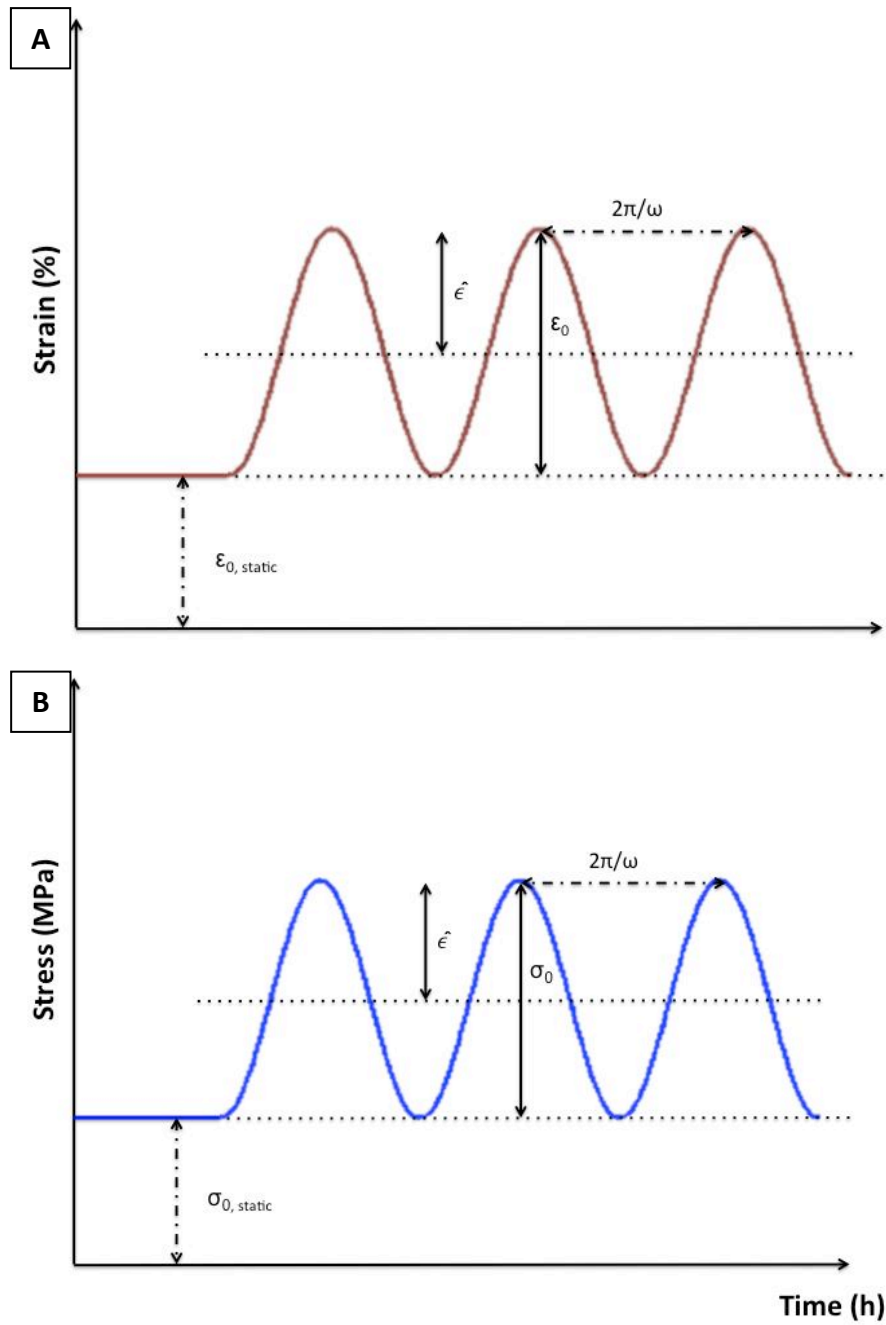 A
Strain (%)
2π/ω
ϵ̂
ε0
ε0, static
B
Stress (MPa)
2π/ω
ϵ̂
σ0
σ0, static
Time (h)